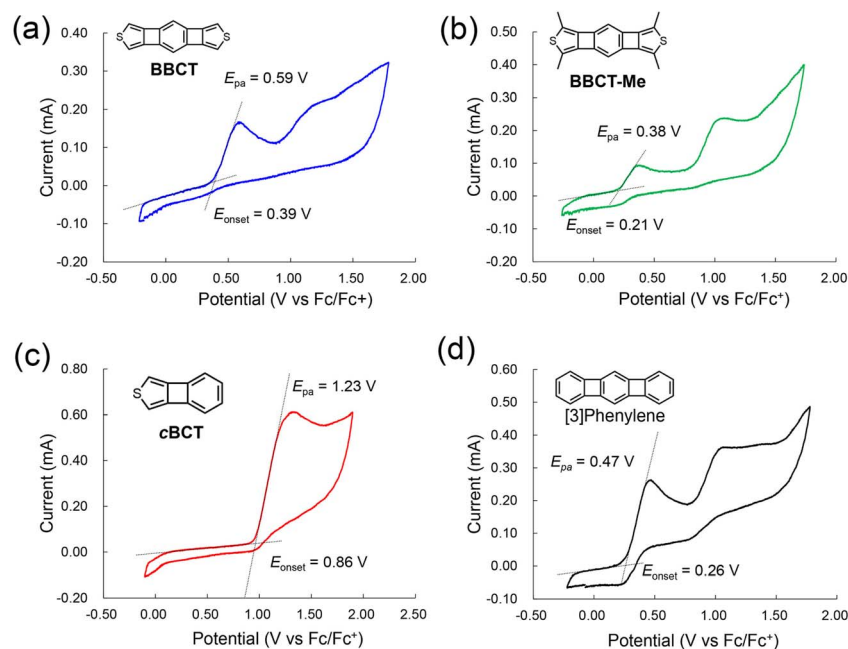 (a)
S
S
BBCT
Epa = 0.59 V
Eonset = 0.39 V
0.40
0.30
0.20
0.10
0.00
-0.10
-0.20
Current (mA)
-0.50 0.00 0.50 1.00 1.50 2.00
Potential (V vs Fc/Fc+)
(b)
S
S
BBCT-Me
Epa = 0.38 V
Eonset = 0.21 V
0.50
0.40
0.30
0.20
0.10
0.00
-0.10
-0.20
Current (mA)
-0.50 0.00 0.50 1.00 1.50 2.00
Potential (V vs Fc/Fc⁺)
(c)
S
cBCT
Epa = 1.23 V
Eonset = 0.86 V
0.80
0.60
0.40
0.20
0.00
-0.20
Current (mA)
-0.50 0.00 0.50 1.00 1.50 2.00 2.50
Potential (V vs Fc/Fc⁺)
(d)
[3]Phenylene
Epa = 0.47 V
Eonset = 0.26 V
0.60
0.50
0.40
0.30
0.20
0.10
0.00
-0.10
Current (mA)
-0.50 0.00 0.50 1.00 1.50 2.00
Potential (V vs Fc/Fc⁺)